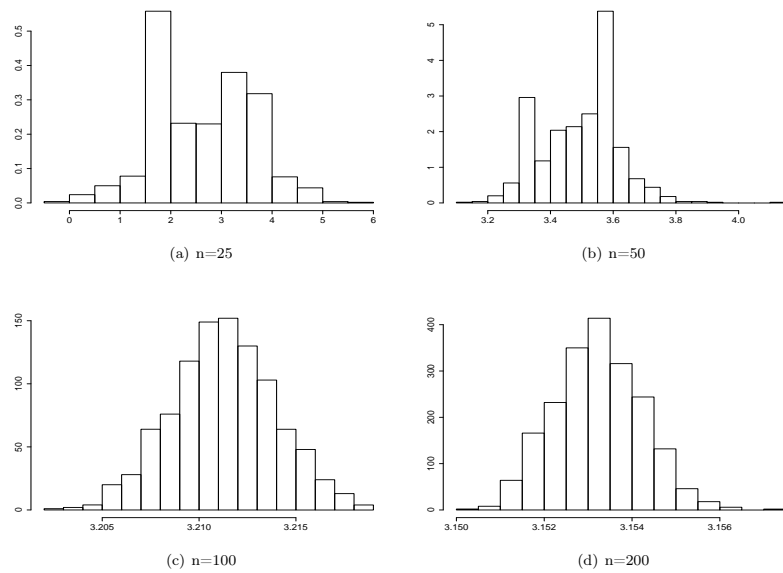 0.0 0.1 0.2 0.3 0.4 0.5
0 1 2 3 4 5 6
(a) n=25
0 1 2 3 4 5
3.2 3.4 3.6 3.8 4.0
(b) n=50
0 50 100 150
3.205 3.210 3.215
(c) n=100
0 100 200 300 400
3.150 3.152 3.154 3.156
(d) n=200